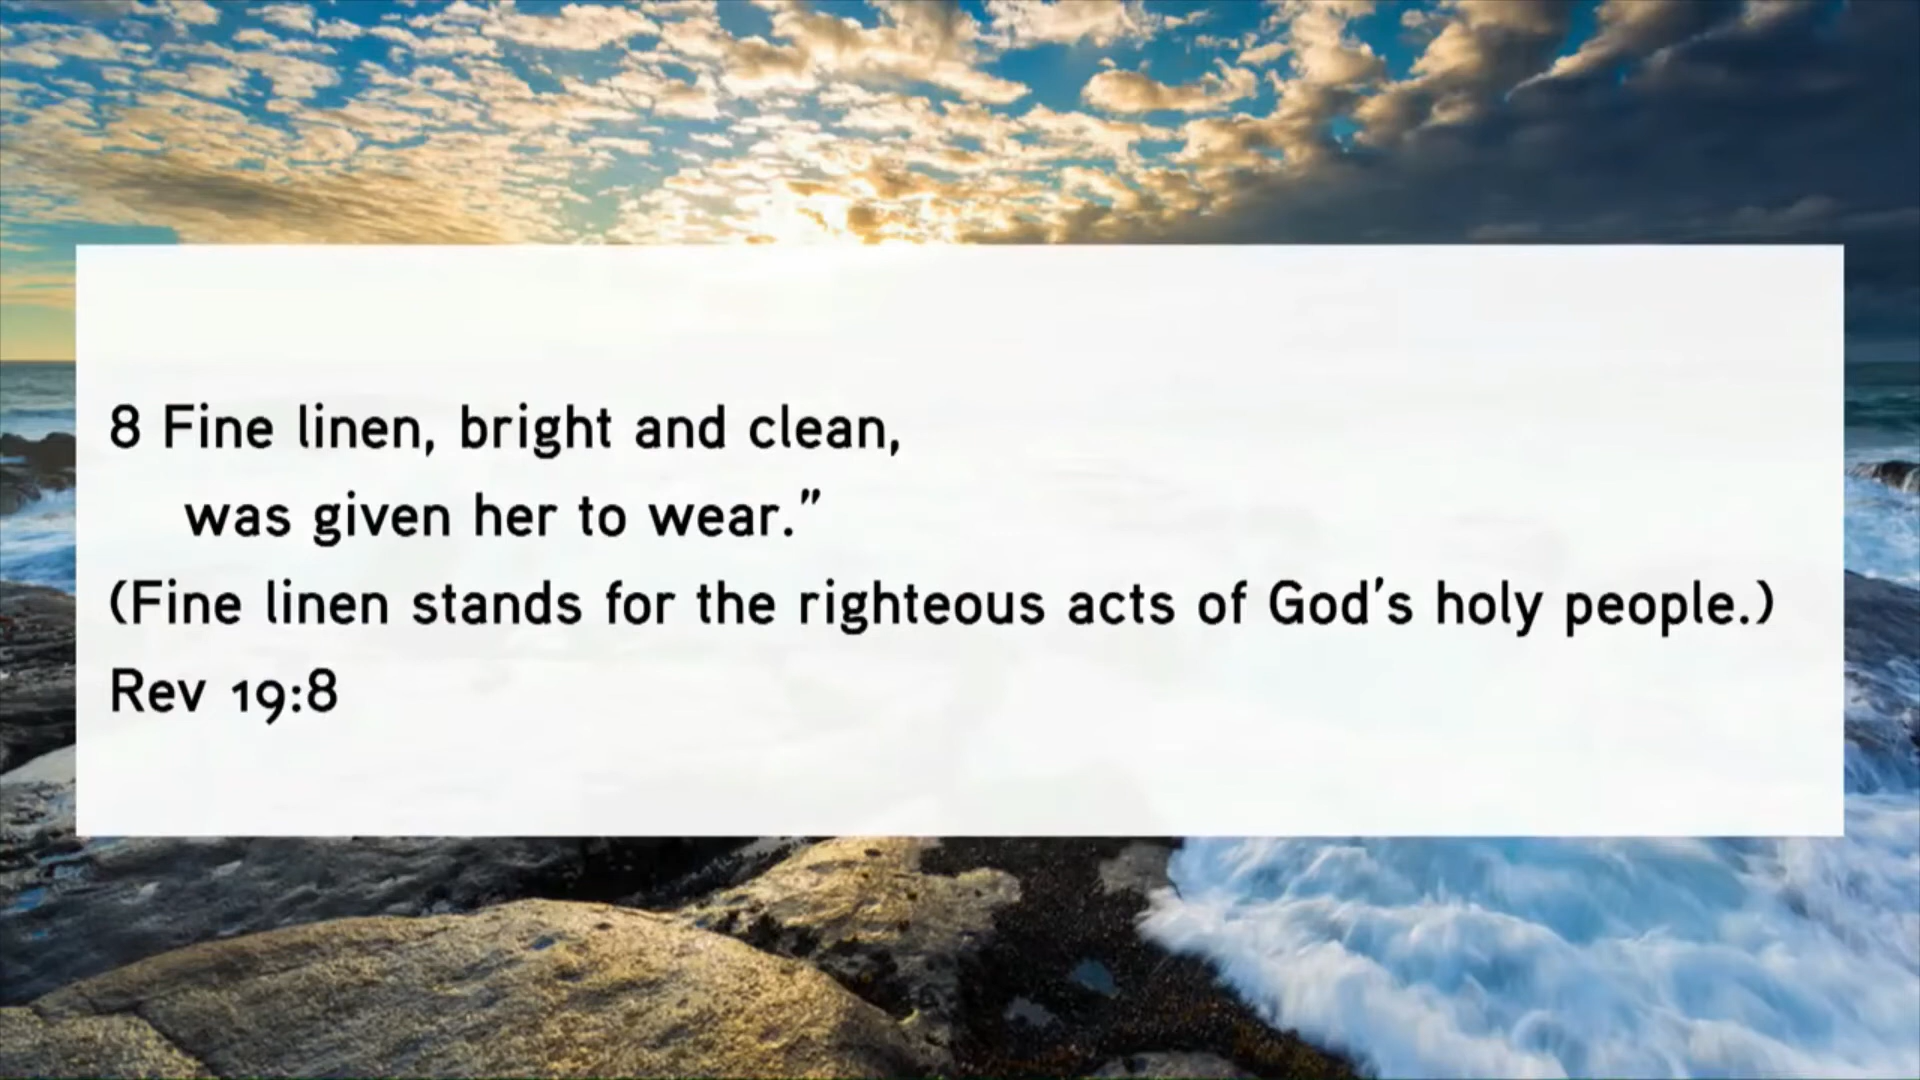 8 Fine linen, bright and clean,
was given her to wear.”
(Fine linen stands for the righteous acts of God’s holy people.)
Rev 19:8